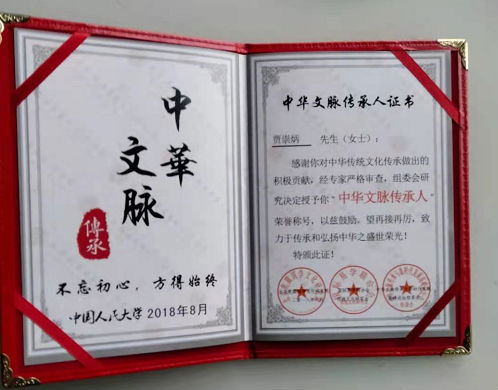 中華
文脈
傳承
不忘初心，方得始终
中国人民大学 2018年8月
中华文脉传承人证书
贾崇炳 先生（女士）：
感谢你对中华传统文化传承做出的
积极贡献，经专家严格审查，组委会研
究决定授予你“中华文脉传承人”
荣誉称号，以兹鼓励。望再接再历，致
力于传承和弘扬中华之盛世荣光！
特颁此证！